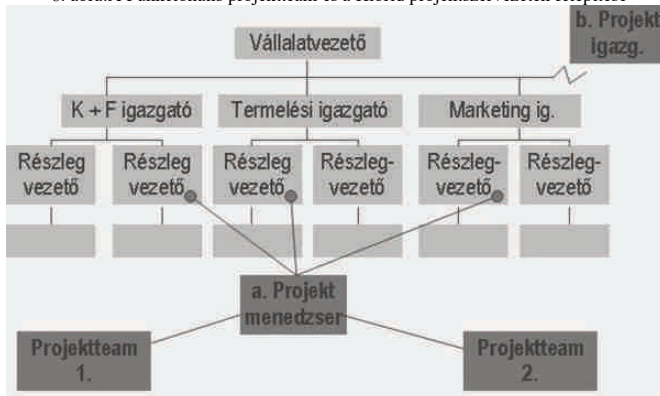 Vállalatvezető
b. Projekt
igazg.
K + F igazgató
Termelési igazgató
Marketing ig.
Részleg
vezető
Részleg
vezető
Részleg
vezető
Részleg-
vezető
Részleg-
vezető
Részleg-
vezető
a. Projekt
menedzser
Projektteam
1.
Projektteam
2.